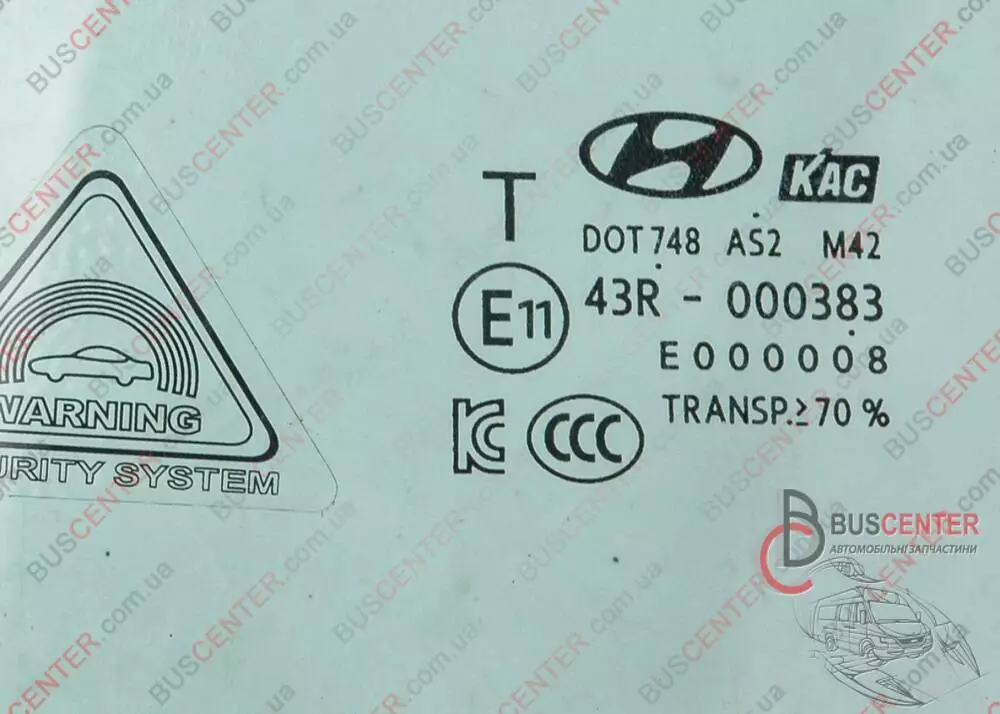 T
KAC
DOT 748 AS2 M42
E11
43R - 000383
E000008
KC
CCC
TRANSP.≥70 %
WARNING
URITY SYSTEM
BUSCENTER
АВТОМОБІЛЬНІ ЗАПЧАСТИНИ
BUSCENTER.com.ua